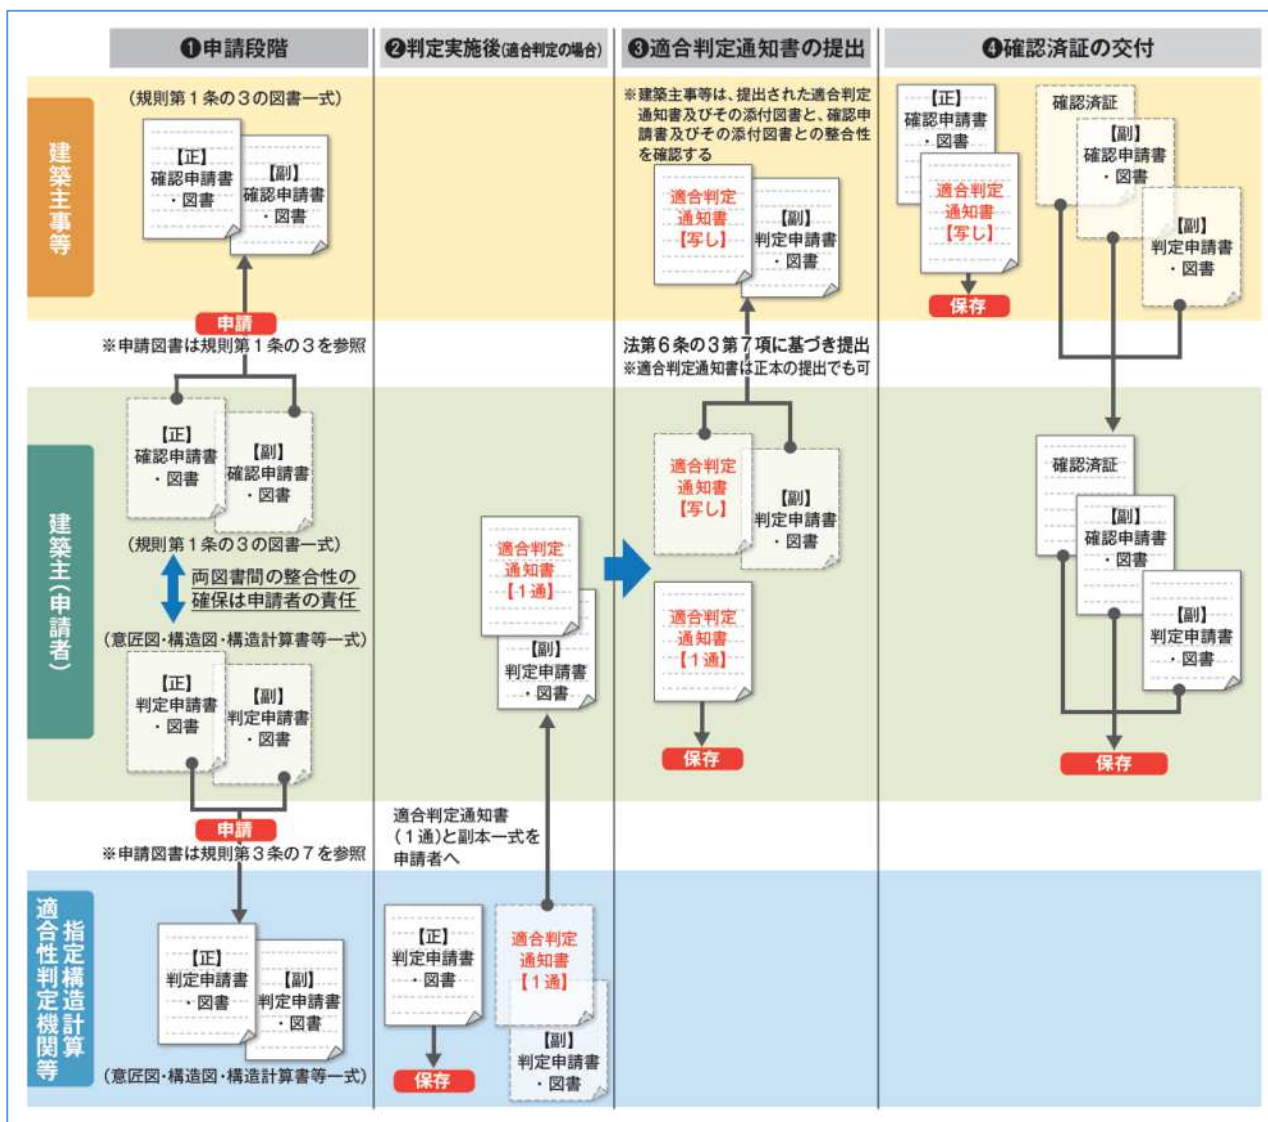 ❶申請段階
❷判定実施後(適合判定の場合)
❸適合判定通知書の提出
❹確認済証の交付
建築主事等
(規則第1条の3の図書一式)
【正】
確認申請書
・図書
【副】
確認申請書
・図書
申請
※申請図書は規則第1条の3を参照
※建築主事等は、提出された適合判定
通知書及びその添付図書と、確認申
請書及びその添付図書との整合性
を確認する
適合判定
通知書
【写し】
【副】
判定申請書
・図書
法第6条の3第7項に基づき提出
※適合判定通知書は正本の提出でも可
【正】
確認申請書
・図書
適合判定
通知書
【写し】
保存
確認済証
【副】
確認申請書
・図書
【副】
判定申請書
・図書
建築主(申請者)
【正】
確認申請書
・図書
【副】
確認申請書
・図書
(規則第1条の3の図書一式)
両図書間の整合性の
確保は申請者の責任
(意匠図・構造図・構造計算書等一式)
【正】
判定申請書
・図書
【副】
判定申請書
・図書
申請
※申請図書は規則第3条の7を参照
適合判定
通知書
【1通】
【副】
判定申請書
・図書
適合判定通知書
(1通)と副本一式を
申請者へ
適合判定
通知書
【写し】
【副】
判定申請書
・図書
適合判定
通知書
【1通】
保存
確認済証
【副】
確認申請書
・図書
【副】
判定申請書
・図書
保存
指定構造計算
適合性判定機関等
【正】
判定申請書
・図書
【副】
判定申請書
・図書
(意匠図・構造図・構造計算書等一式)
【正】
判定申請書
・図書
保存
適合判定
通知書
【1通】
【副】
判定申請書
・図書